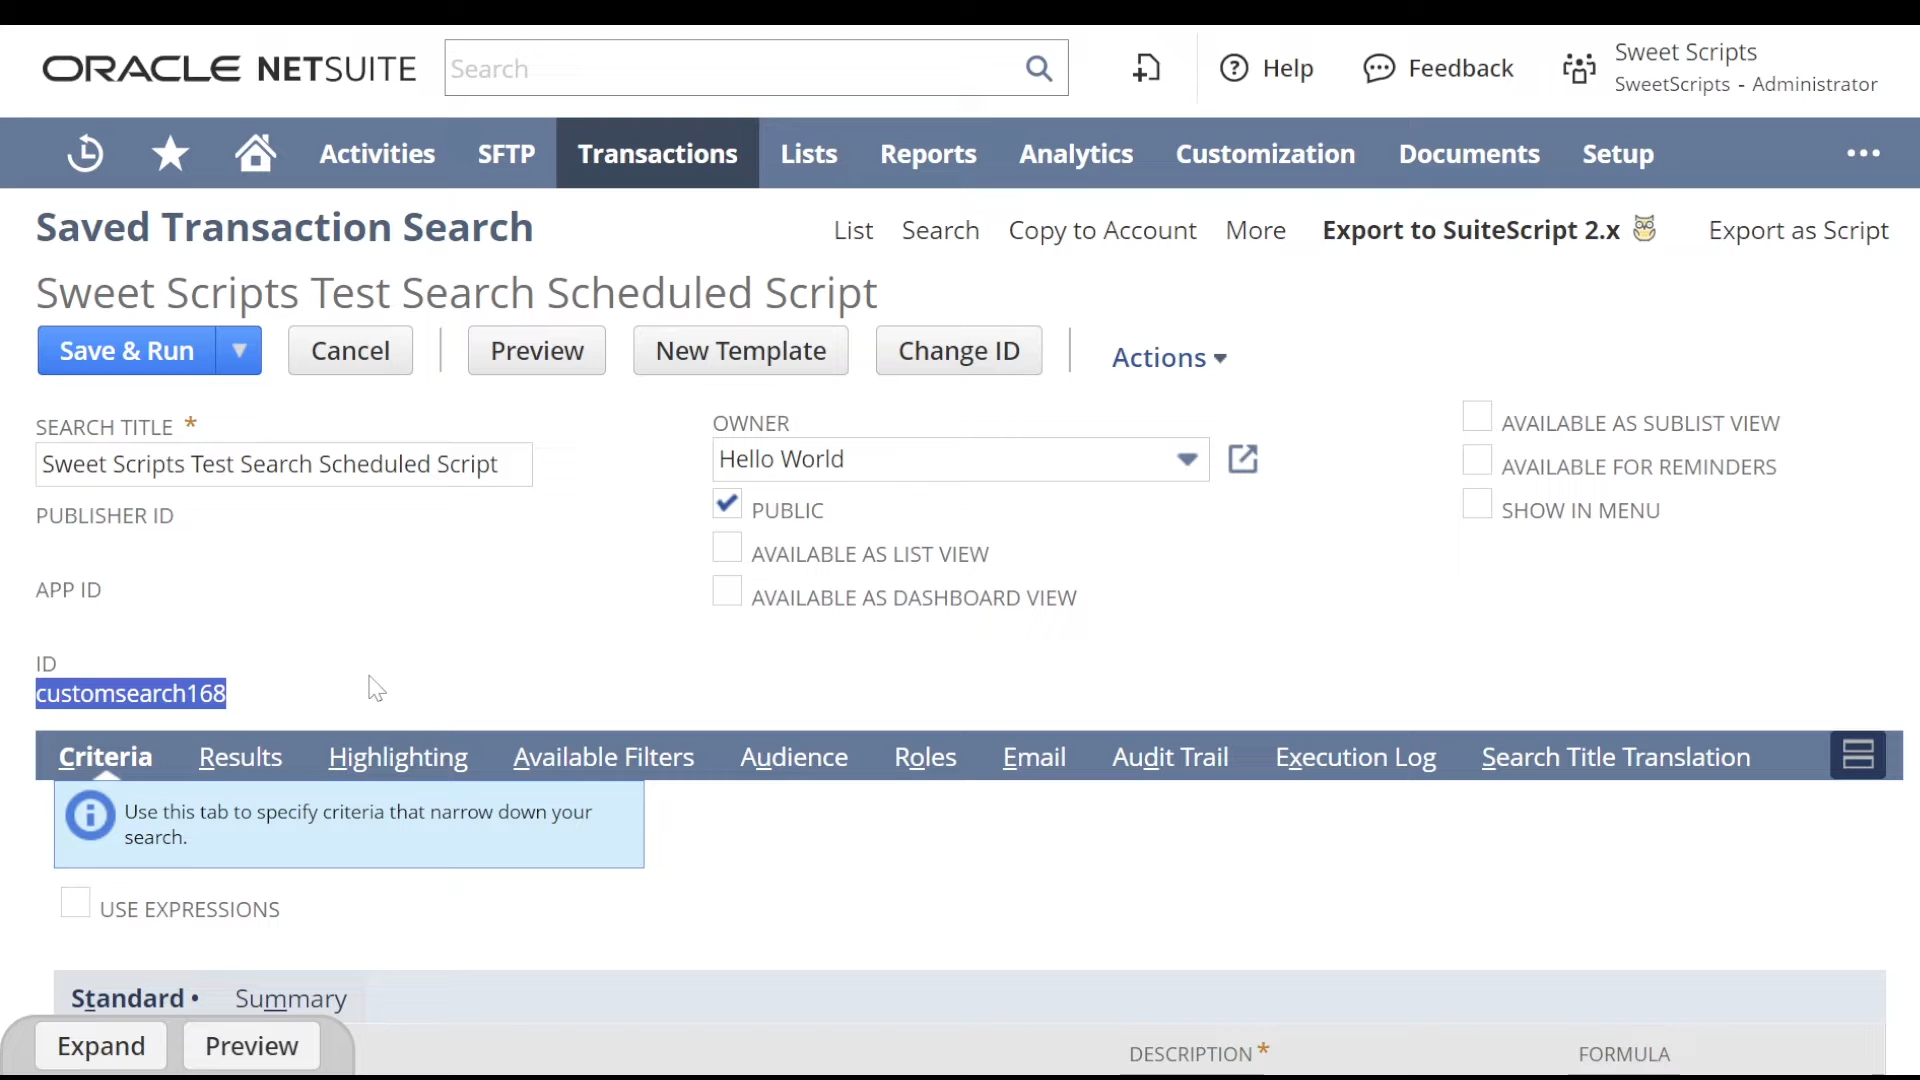 ORACLE NETSUITE
Search
Help
Feedback
Sweet Scripts
SweetScripts - Administrator
Activities
SFTP
Transactions
Lists
Reports
Analytics
Customization
Documents
Setup
Saved Transaction Search
List
Search
Copy to Account
More
Export to SuiteScript 2.x
Export as Script
Sweet Scripts Test Search Scheduled Script
Save & Run
Cancel
Preview
New Template
Change ID
Actions
SEARCH TITLE *
Sweet Scripts Test Search Scheduled Script
PUBLISHER ID
APP ID
ID
customsearch168
OWNER
Hello World
PUBLIC
AVAILABLE AS LIST VIEW
AVAILABLE AS DASHBOARD VIEW
AVAILABLE AS SUBLIST VIEW
AVAILABLE FOR REMINDERS
SHOW IN MENU
Criteria
Results
Highlighting
Available Filters
Audience
Roles
Email
Audit Trail
Execution Log
Search Title Translation
Use this tab to specify criteria that narrow down your
search.
USE EXPRESSIONS
Standard •
Summary
Expand
Preview
DESCRIPTION *
FORMULA